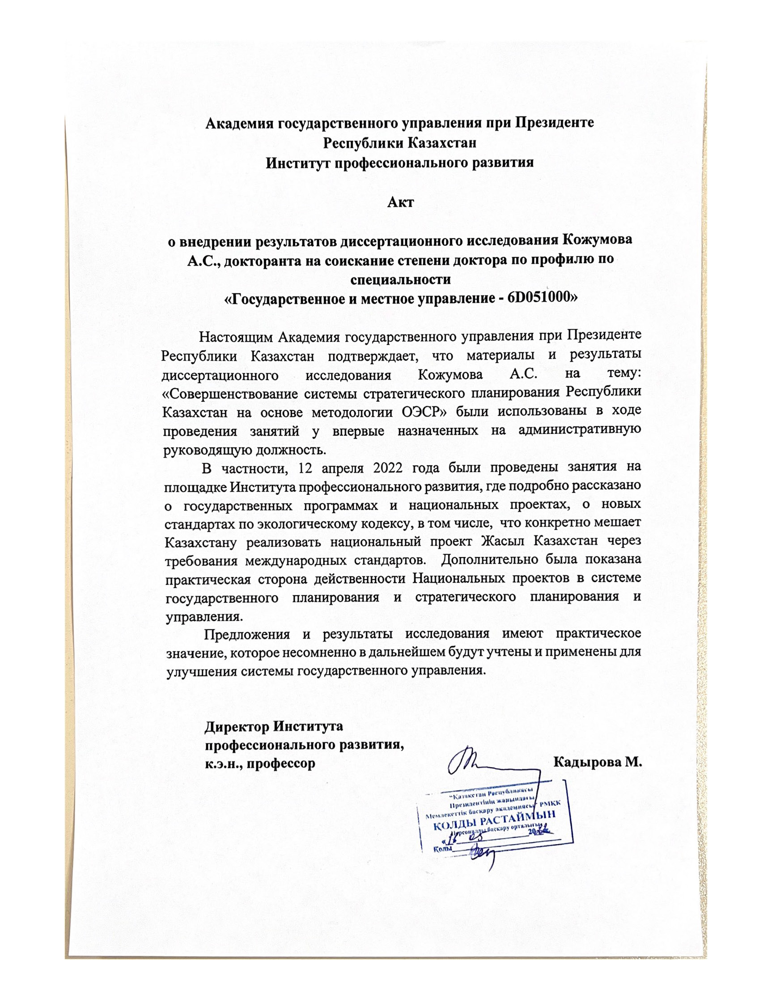 Академия государственного управления при Президенте
Республики Казахстан
Институт профессионального развития
Акт
о внедрении результатов диссертационного исследования Кожумова
А.С., докторанта на соискание степени доктора по профилю по
специальности
«Государственное и местное управление - 6D051000»
Настоящим Академия государственного управления при Президенте
Республики Казахстан подтверждает, что материалы и результаты
диссертационного исследования Кожумова А.С. на тему:
«Совершенствование системы стратегического планирования Республики
Казахстан на основе методологии ОЭСР» были использованы в ходе
проведения занятий у впервые назначенных на административную
руководящую должность.
В частности, 12 апреля 2022 года были проведены занятия на
площадке Института профессионального развития, где подробно рассказано
о государственных программах и национальных проектах, о новых
стандартах по экологическому кодексу, в том числе, что конкретно мешает
Казахстану реализовать национальный проект Жасыл Казахстан через
требования международных стандартов. Дополнительно была показана
практическая сторона действенности Национальных проектов в системе
государственного планирования и стратегического планирования и
управления.
Предложения и результаты исследования имеют практическое
значение, которое несомненно в дальнейшем будут учтены и применены для
улучшения системы государственного управления.
Директор Института
профессионального развития,
к.э.н., профессор
Кадырова М.
"Қазақстан Республикасы
Президентінің жанындағы
Мемлекеттік басқару академиясы" РМҚК
ҚОЛДЫ РАСТАЙМЫН
Персоналды басқару орталығы
05
Қолы